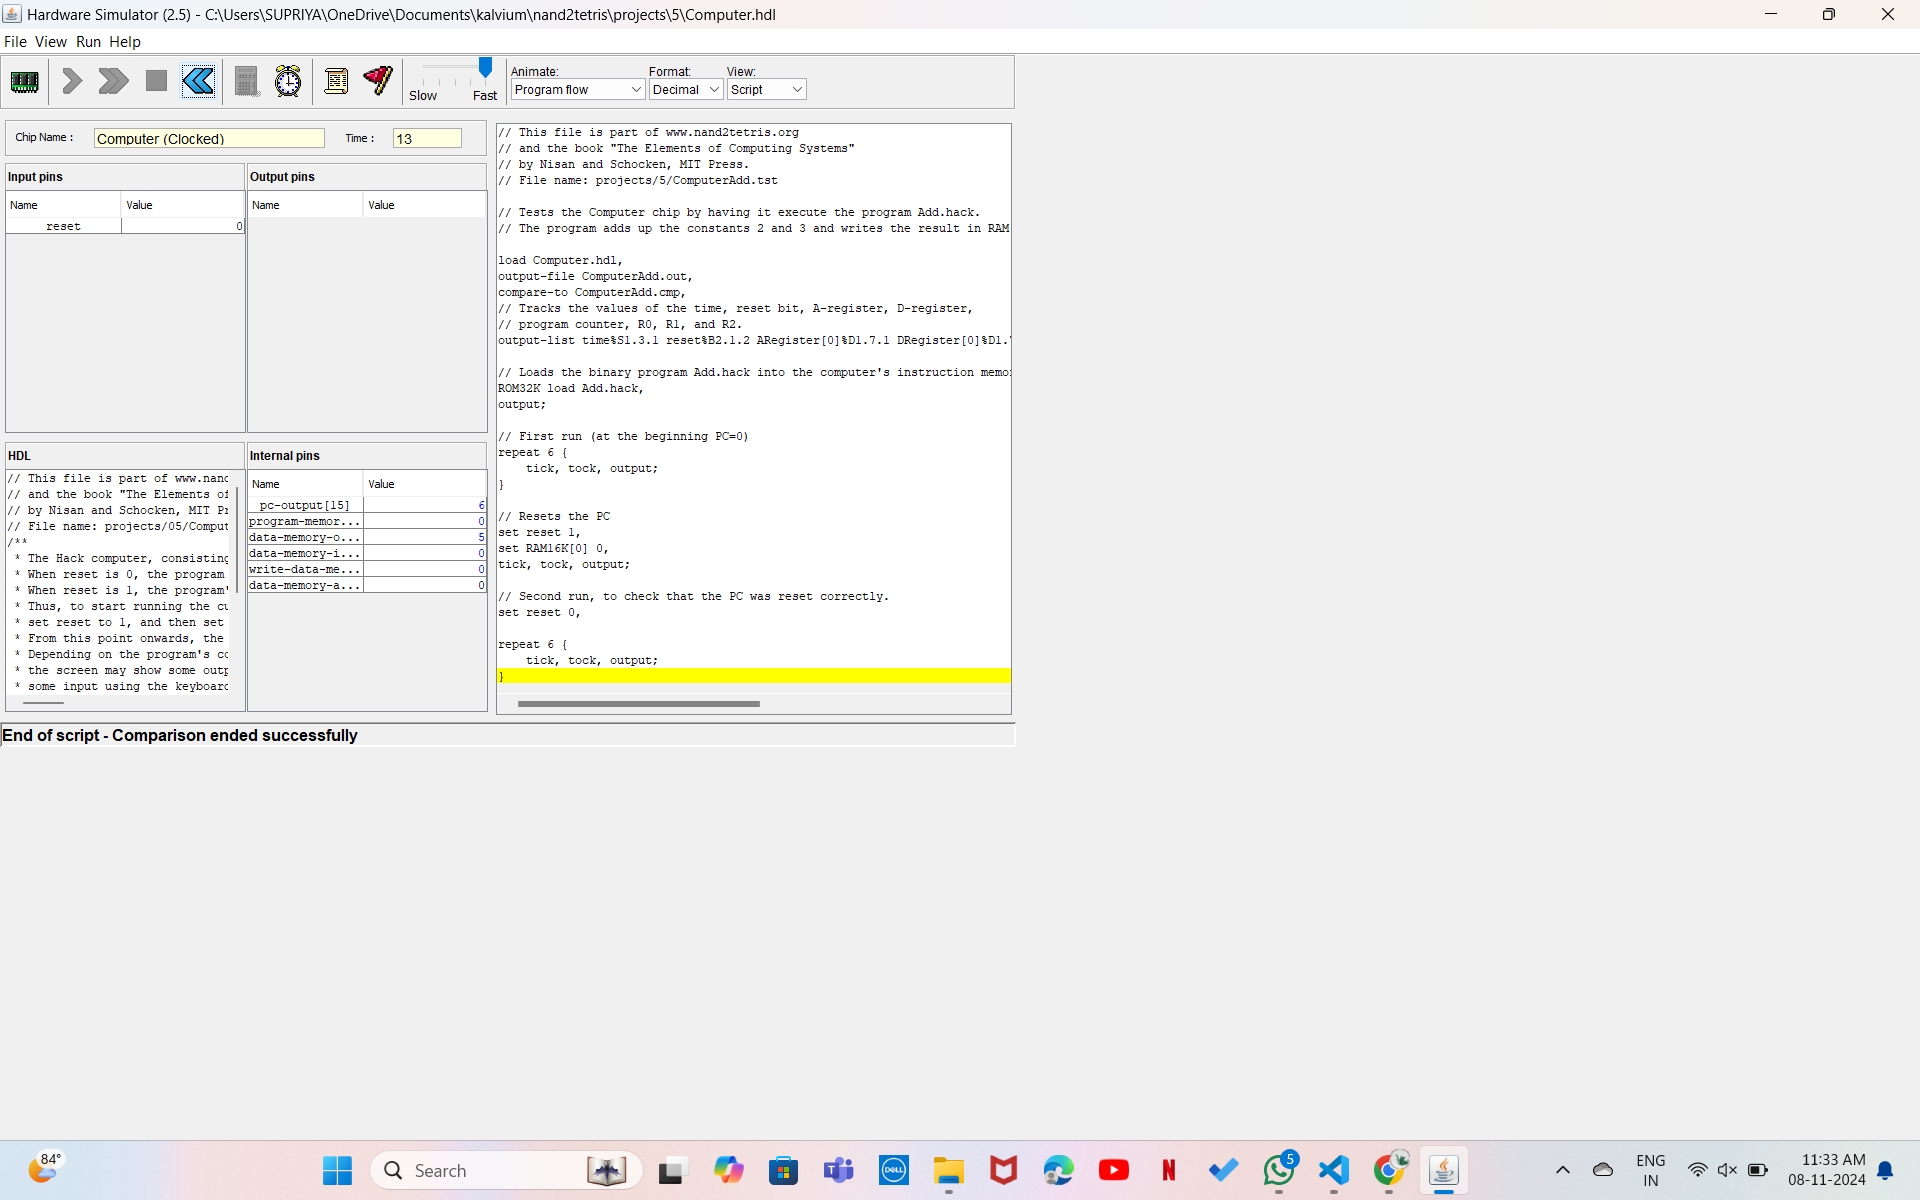 Hardware Simulator (2.5) - C:\Users\SUPRIYA\OneDrive\Documents\kalvium\nand2tetris\projects\5\Computer.hdl
File View Run Help
Slow Fast
Animate: Format: View:
Program flow Decimal Script
Chip Name : Computer (Clocked) Time : 13
Input pins
Name Value
reset 0
Output pins
Name Value
HDL
// This file is part of www.nand
// and the book "The Elements of
// by Nisan and Schocken, MIT Pr
// File name: projects/05/Comput
/**
* The Hack computer, consisting
* When reset is 0, the program
* When reset is 1, the program'
* Thus, to start running the cu
* set reset to 1, and then set
* From this point onwards, the
* Depending on the program's co
* the screen may show some outp
* some input using the keyboard
Internal pins
Name Value
pc-output[15] 6
program-memor... 0
data-memory-o... 5
data-memory-i... 0
write-data-me... 0
data-memory-a... 0
// This file is part of www.nand2tetris.org
// and the book "The Elements of Computing Systems"
// by Nisan and Schocken, MIT Press.
// File name: projects/5/ComputerAdd.tst
// Tests the Computer chip by having it execute the program Add.hack.
// The program adds up the constants 2 and 3 and writes the result in RAM
load Computer.hdl,
output-file ComputerAdd.out,
compare-to ComputerAdd.cmp,
// Tracks the values of the time, reset bit, A-register, D-register,
// program counter, R0, R1, and R2.
output-list time%S1.3.1 reset%B2.1.2 ARegister[0]%D1.7.1 DRegister[0]%D1.
// Loads the binary program Add.hack into the computer's instruction memo
ROM32K load Add.hack,
output;
// First run (at the beginning PC=0)
repeat 6 {
tick, tock, output;
}
// Resets the PC
set reset 1,
set RAM16K[0] 0,
tick, tock, output;
// Second run, to check that the PC was reset correctly.
set reset 0,
repeat 6 {
tick, tock, output;
}
End of script - Comparison ended successfully
84°
Search
DELL
N
5
ENG
IN
11:33 AM
08-11-2024